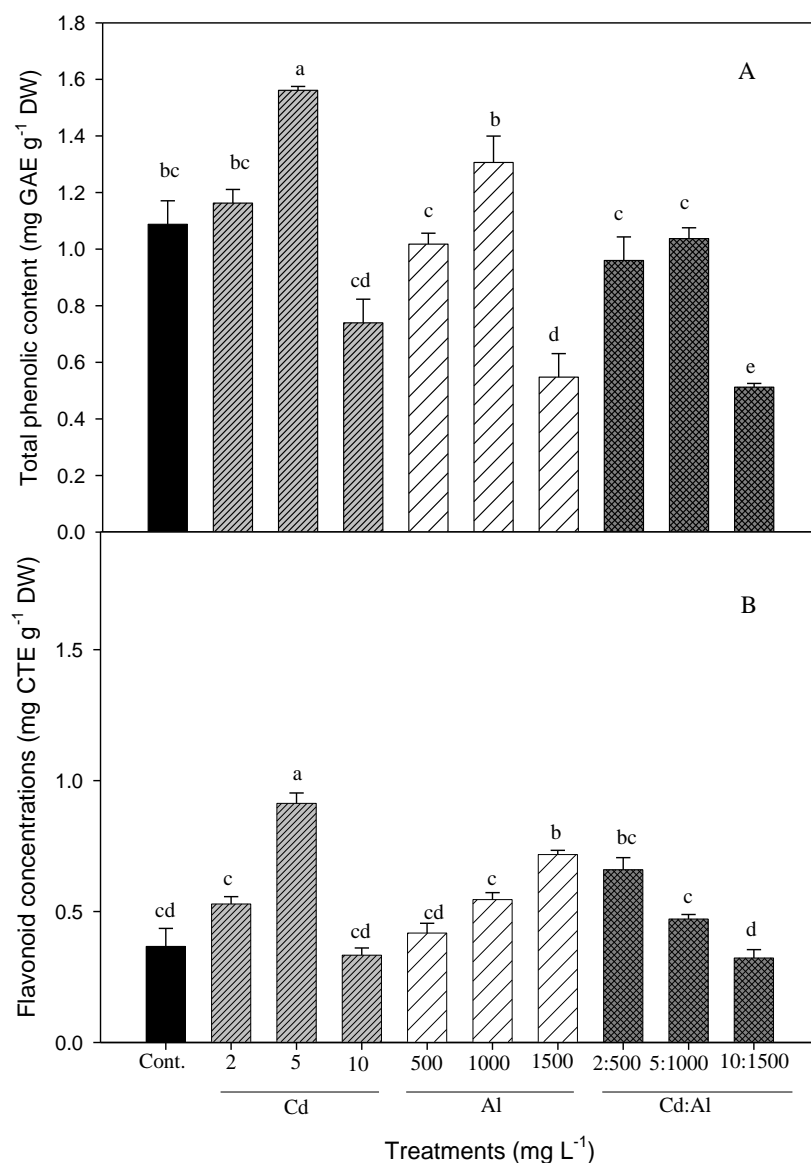 1.8
A
a
1.6
b
1.4
bc
bc
1.2
c
c
c
1.0
cd
0.8
d
0.6
e
0.4
0.2
0.0
Total phenolic content (mg GAE g⁻¹ DW)
B
1.5
a
1.0
b
bc
c
c
c
0.5
cd
cd
cd
d
0.0
Flavonoid concentrations (mg CTE g⁻¹ DW)
Cont. 2 5 10 500 1000 1500 2:500 5:1000 10:1500
Cd Al Cd:Al
Treatments (mg L⁻¹)